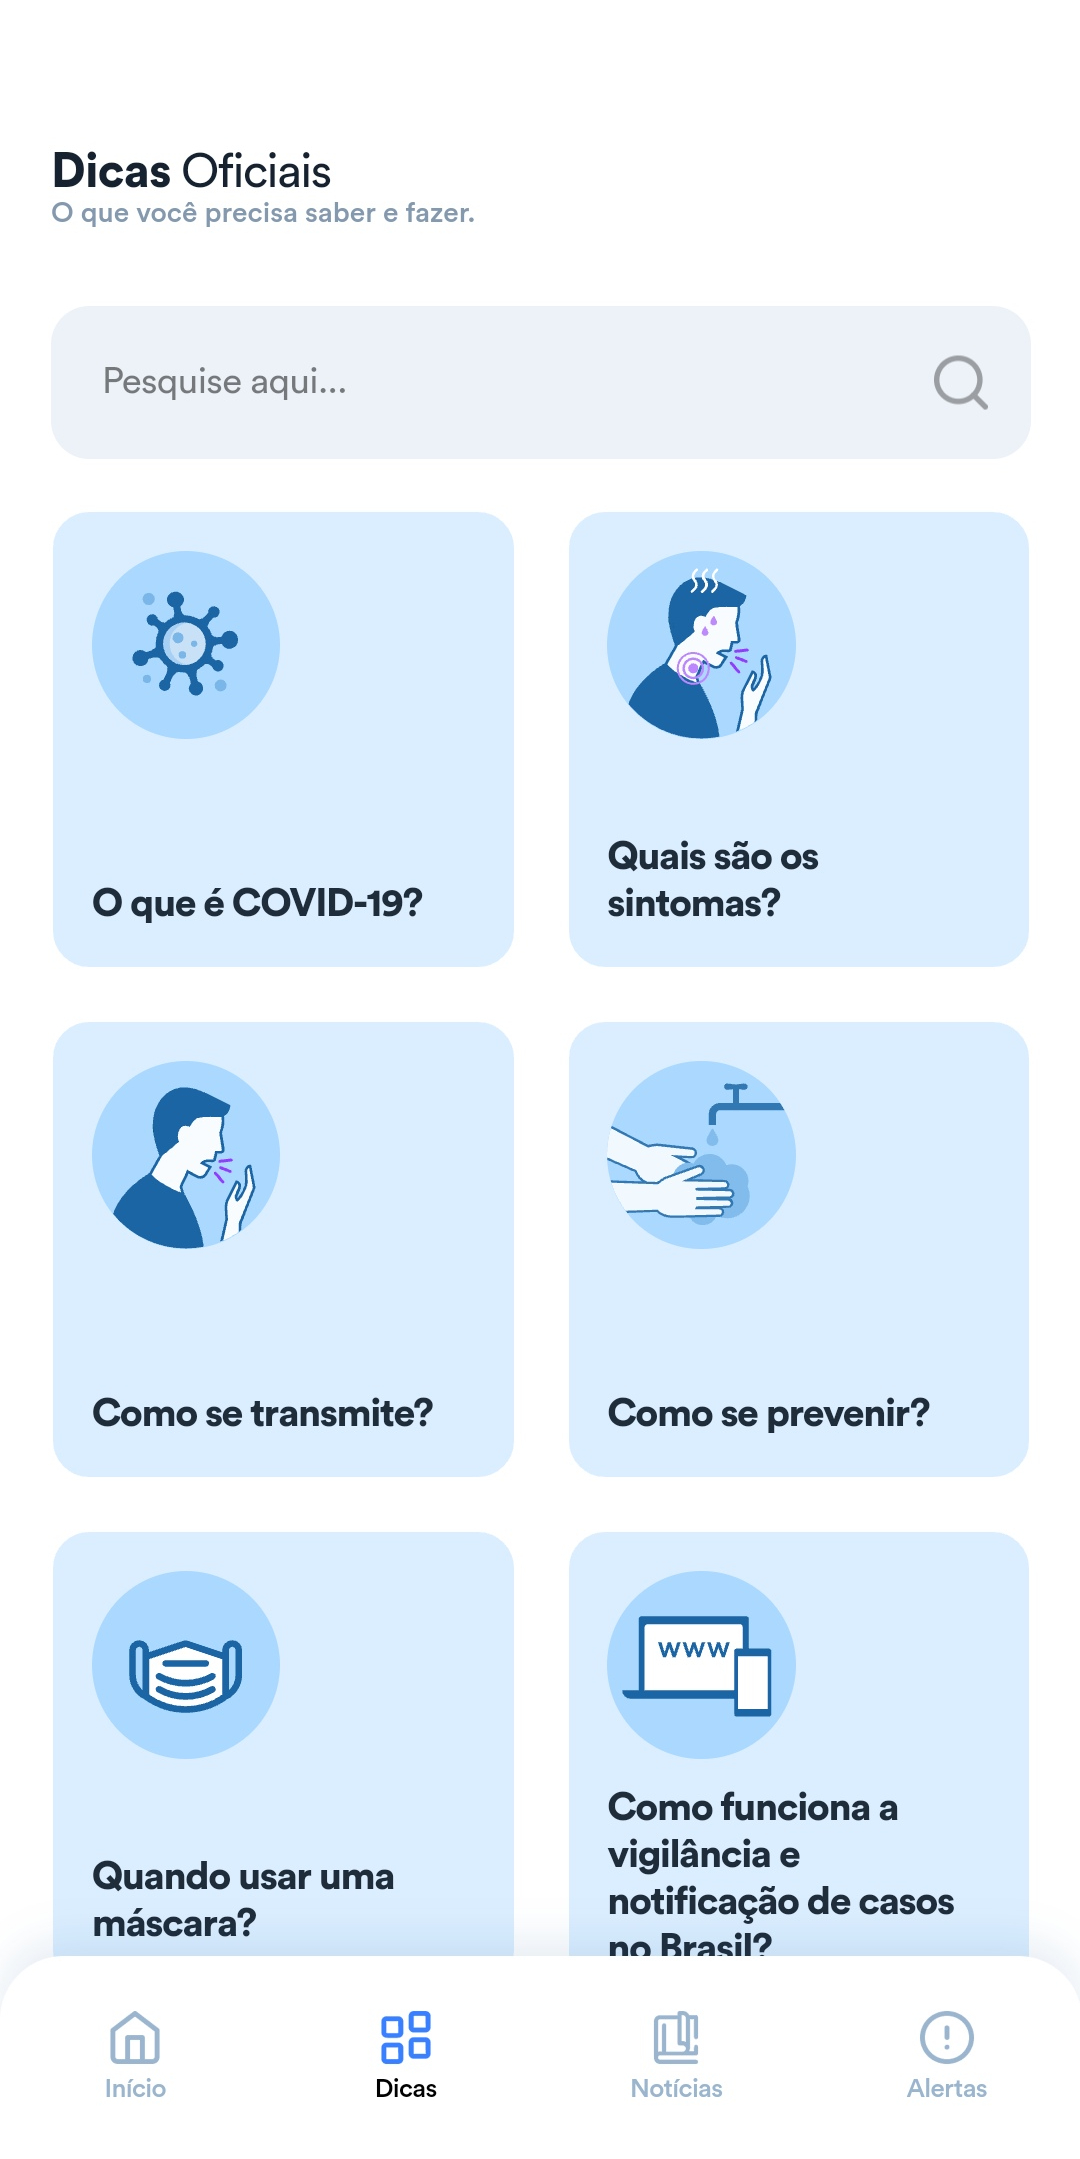 Dicas Oficiais
O que você precisa saber e fazer.
Pesquise aqui...
O que é COVID-19?
Quais são os
sintomas?
Como se transmite?
Como se prevenir?
Quando usar uma
máscara?
WWW
Como funciona a
vigilância e
notificação de casos
no Brasil?
Início
Dicas
Notícias
Alertas